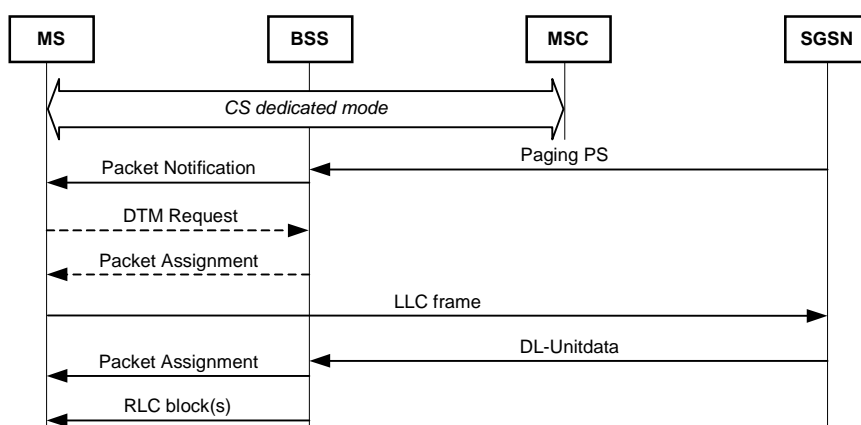 MS
BSS
MSC
SGSN
CS dedicated mode
Paging PS
Packet Notification
DTM Request
Packet Assignment
LLC frame
DL-Unitdata
Packet Assignment
RLC block(s)